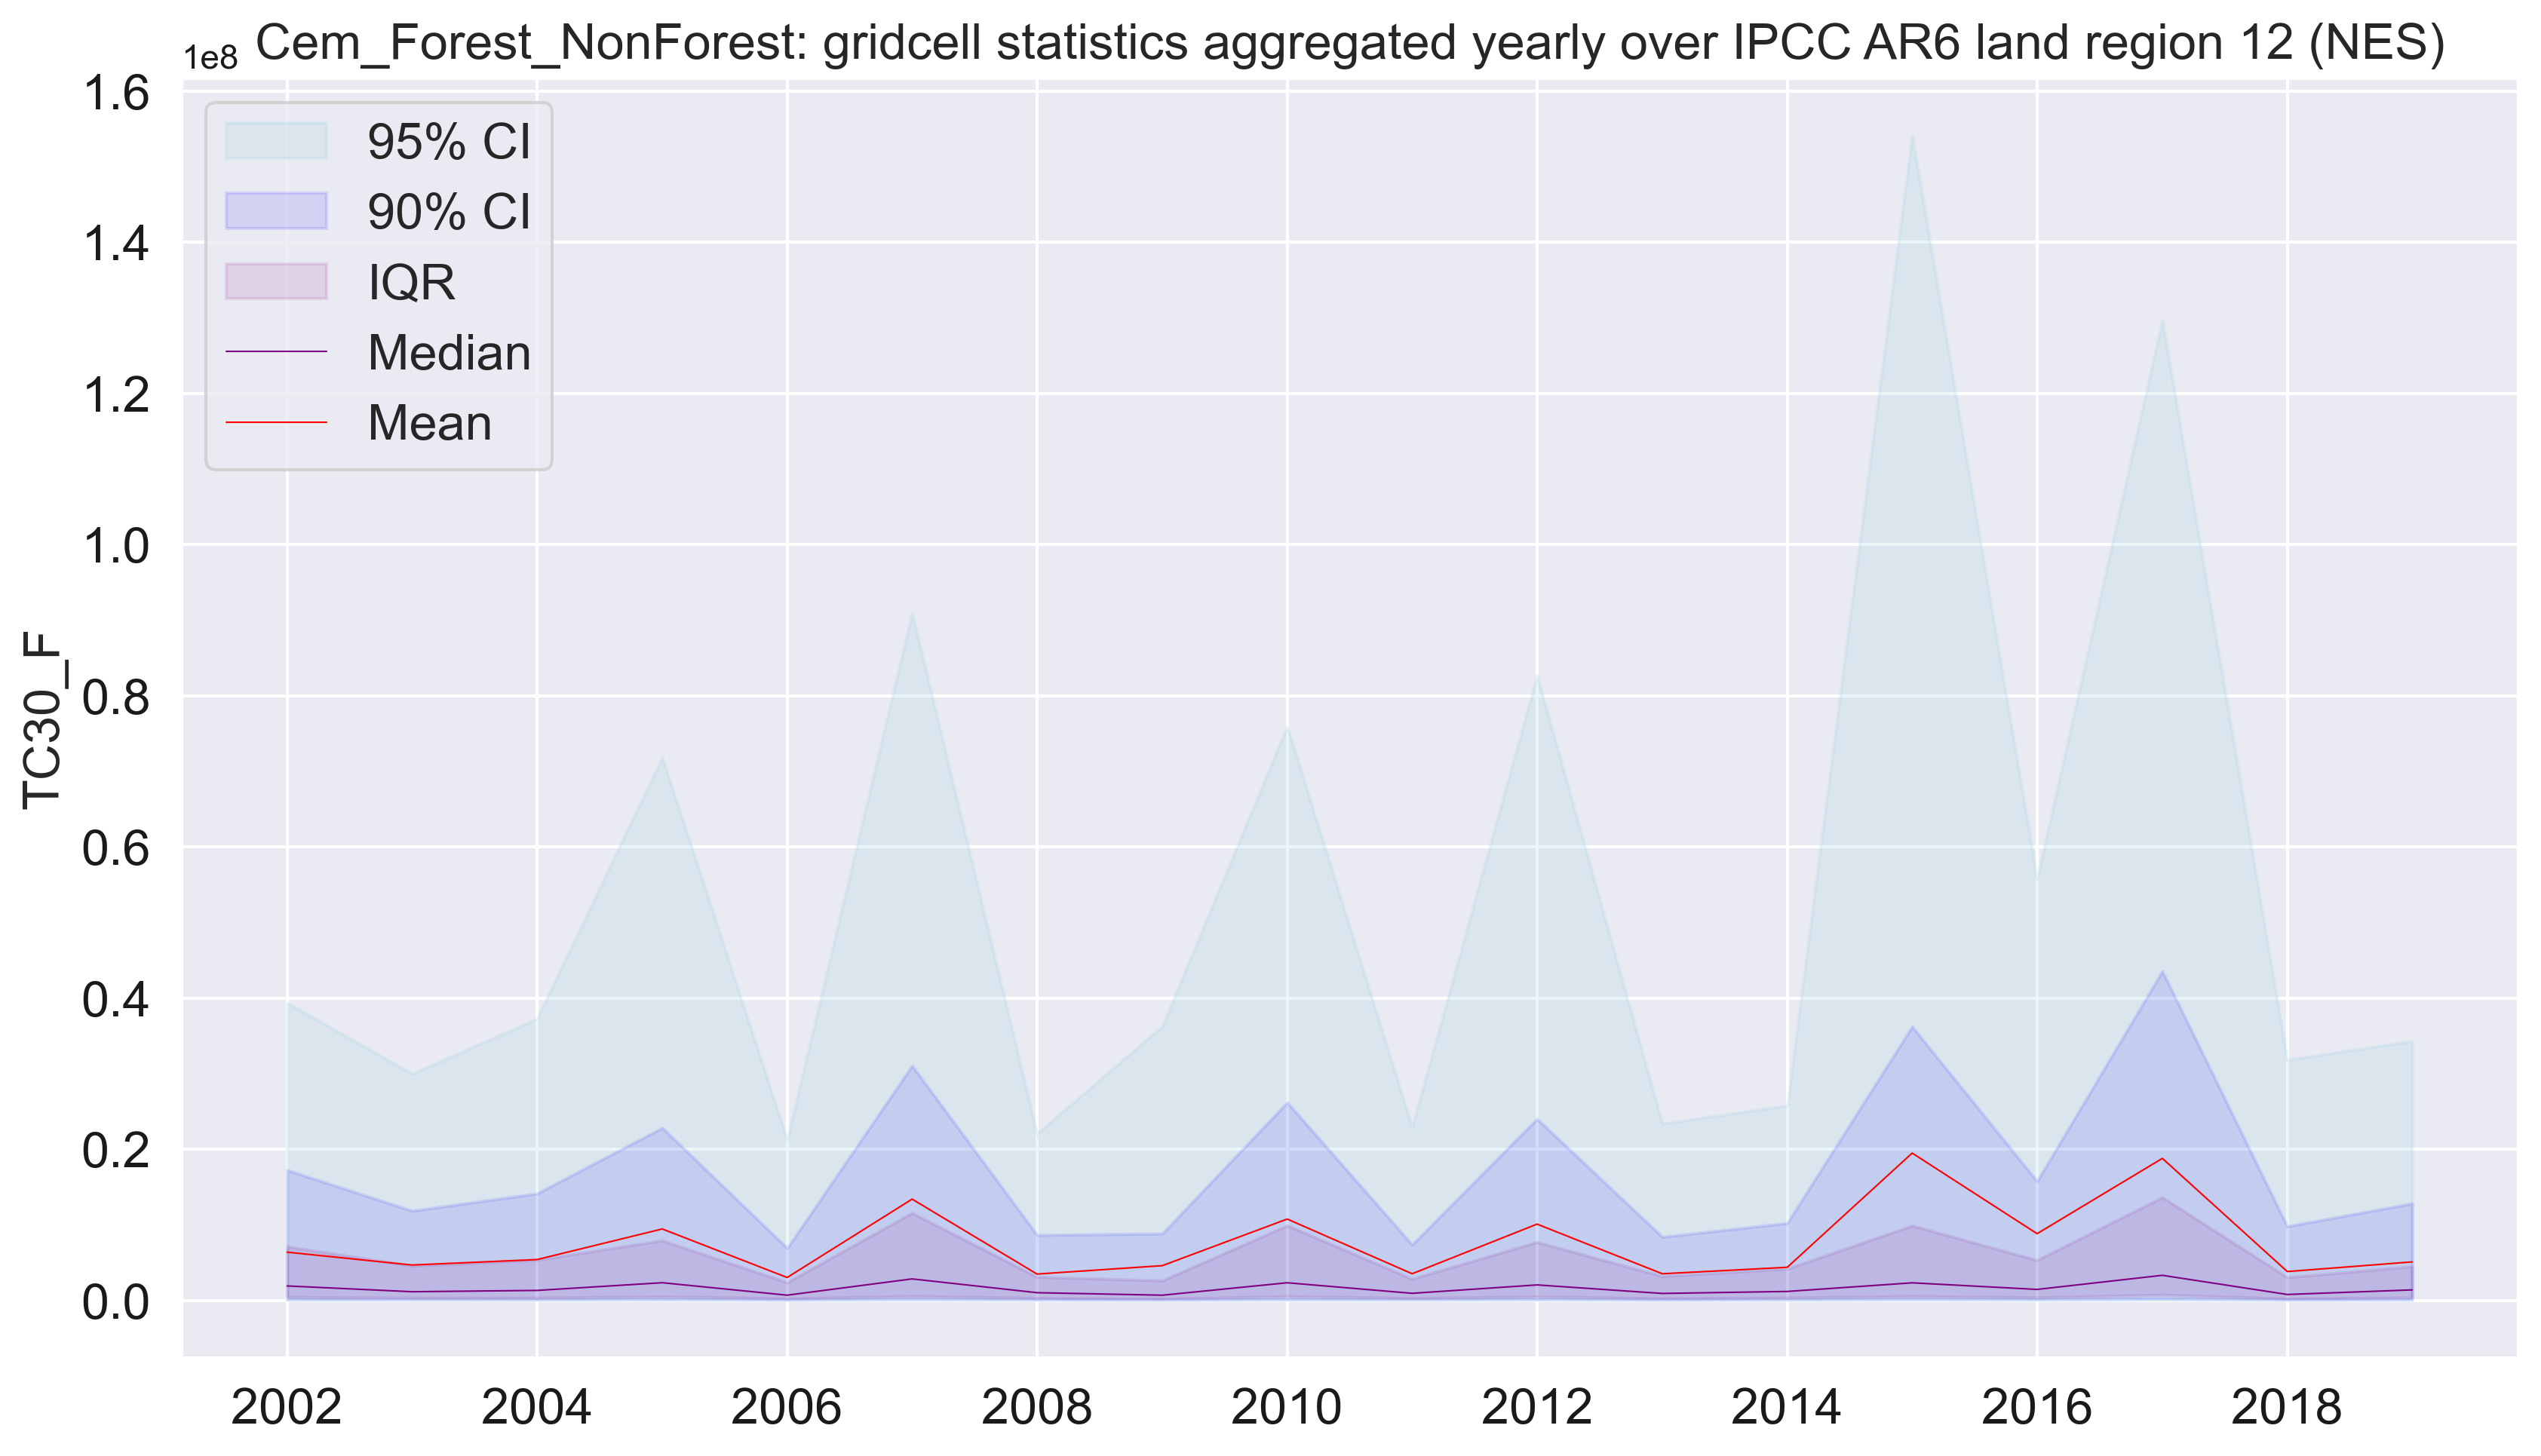 Cem_Forest_NonForest: gridcell statistics aggregated yearly over IPCC AR6 land region 12 (NES)
1e8
1.6
1.4
1.2
1.0
0.8
0.6
0.4
0.2
0.0
TC30_F
95% CI
90% CI
IQR
Median
Mean
2002 2004 2006 2008 2010 2012 2014 2016 2018